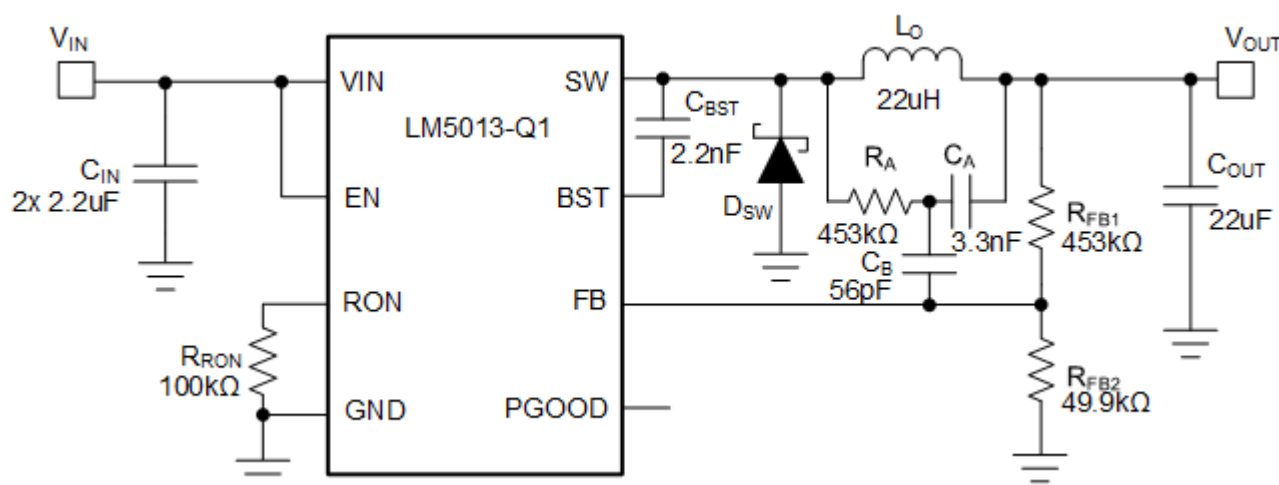 VIN
VOUT
LO
22uH
VIN
SW
LM5013-Q1
CBST
2.2nF
CIN
2x 2.2uF
EN
BST
DSW
RA
453kΩ
CA
3.3nF
CB
56pF
RFB1
453kΩ
COUT
22uF
RON
FB
RRON
100kΩ
GND
PGOOD
RFB2
49.9kΩ